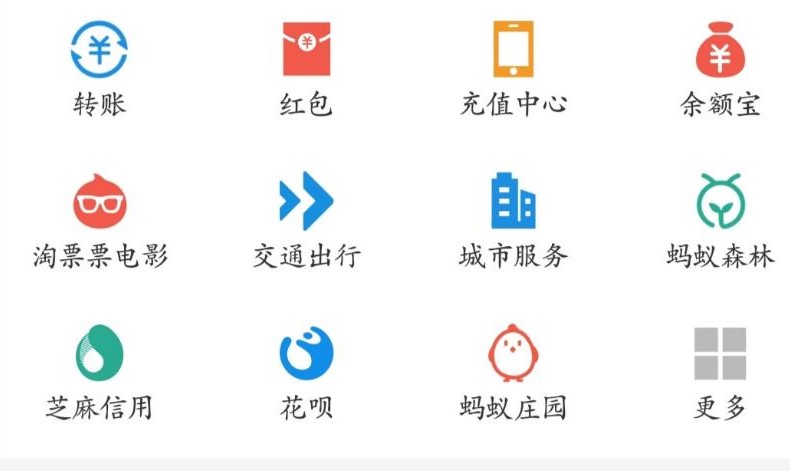 转账
红包
充值中心
余额宝
淘票票电影
交通出行
城市服务
蚂蚁森林
芝麻信用
花呗
蚂蚁庄园
更多